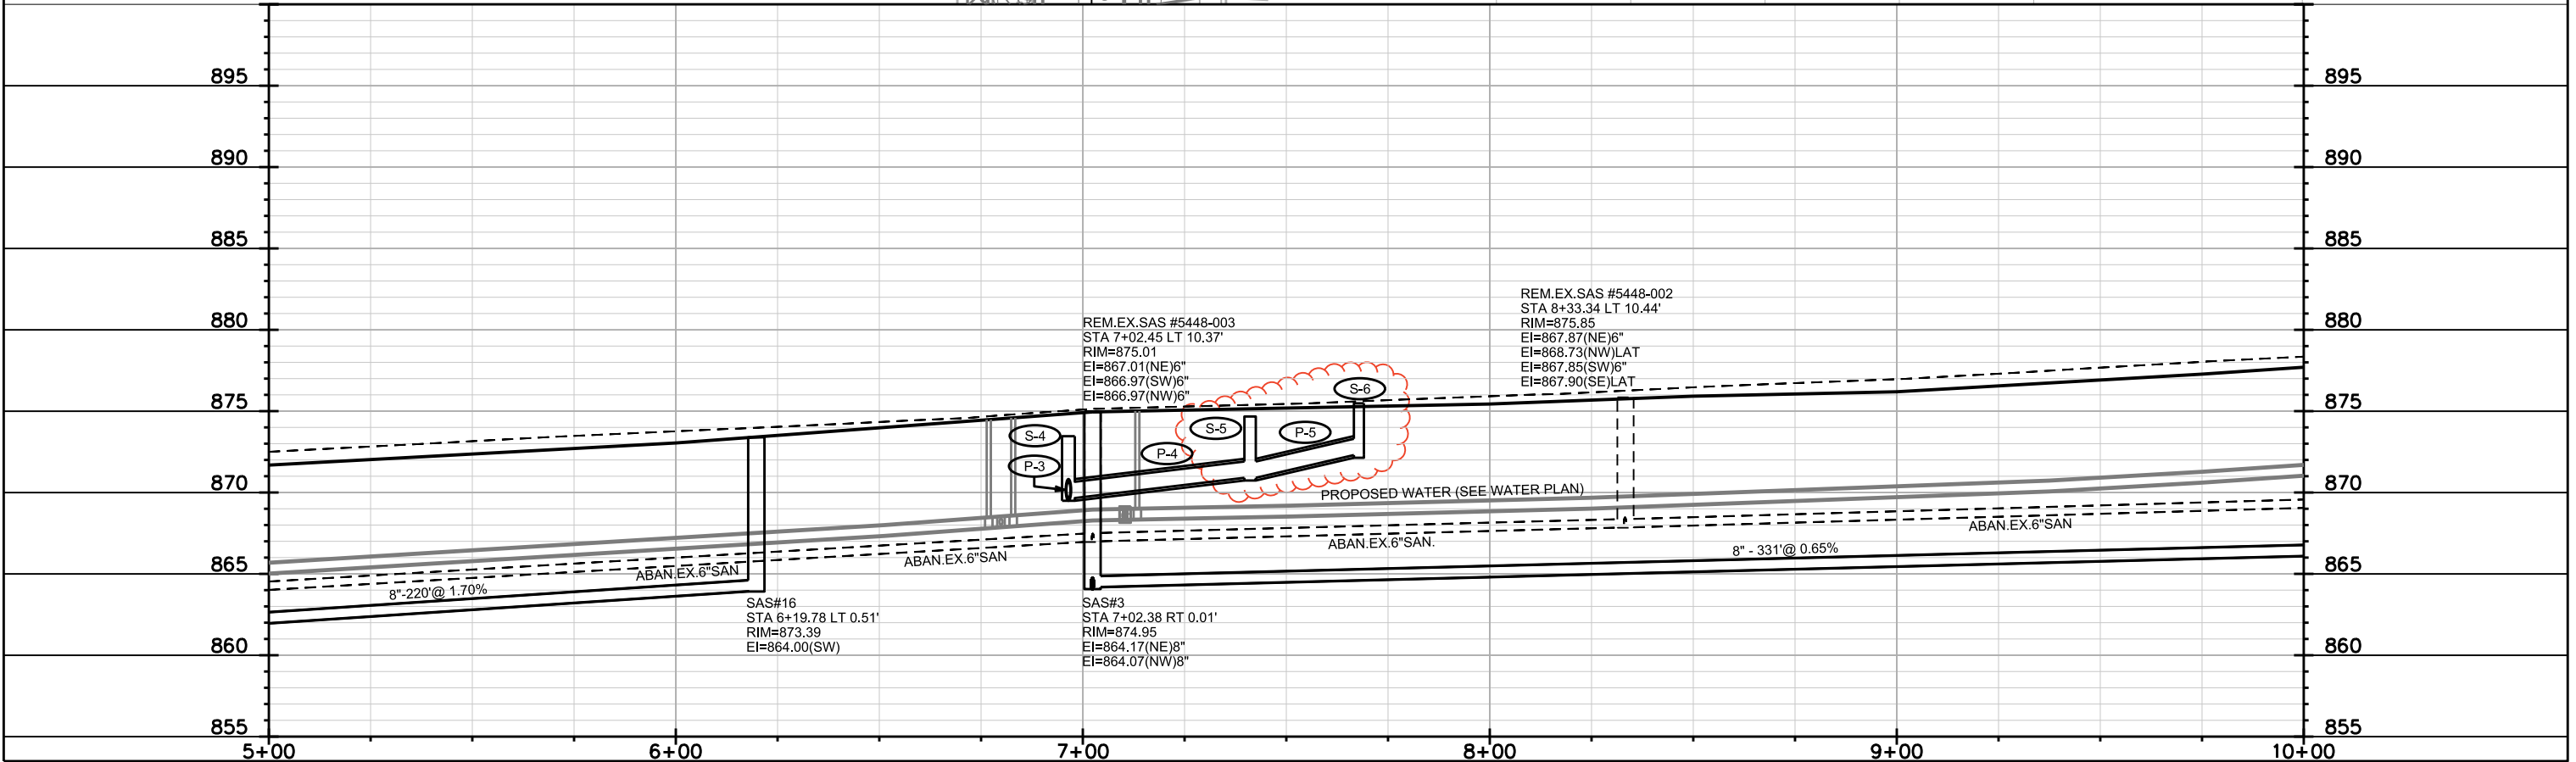 895
895
890
890
885
885
880
880
875
875
870
870
865
865
860
860
855
855
REM.EX.SAS #5448-002
STA 8+33.34 LT 10.44'
RIM=875.85
EI=867.87(NE)6"
EI=868.73(NW)LAT
EI=867.85(SW)6"
EI=867.90(SE)LAT
REM.EX.SAS #5448-003
STA 7+02.45 LT 10.37'
RIM=875.01
EI=867.01(NE)6"
EI=866.97(SW)6"
EI=866.97(NW)6"
S-6
S-5
P-5
S-4
P-4
P-3
PROPOSED WATER (SEE WATER PLAN)
ABAN.EX.6"SAN
ABAN.EX.6"SAN.
ABAN.EX.6"SAN
ABAN.EX.6"SAN
8" - 331'@ 0.65%
8"-220'@ 1.70%
SAS#16
STA 6+19.78 LT 0.51'
RIM=873.39
EI=864.00(SW)
SAS#3
STA 7+02.38 RT 0.01'
RIM=874.95
EI=864.17(NE)8"
EI=864.07(NW)8"
5+00
6+00
7+00
8+00
9+00
10+00